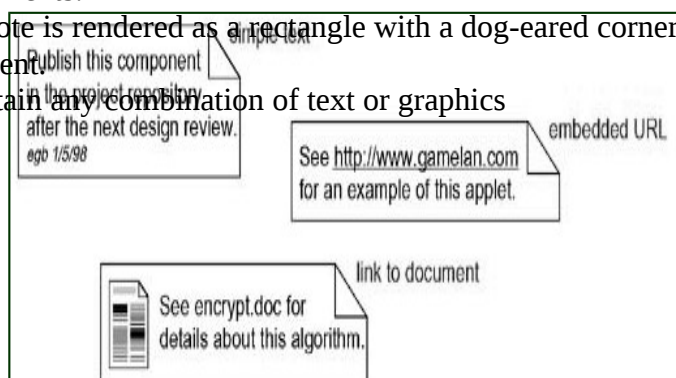 ote is rendered as a rectangle with a dog-eared corner
simple text
Publish this component
ent.
in the project repository
tain any combination of text or graphics
after the next design review.
egb 1/5/98
embedded URL
See http://www.gamelan.com
for an example of this applet.
link to document
See encrypt.doc for
details about this algorithm.